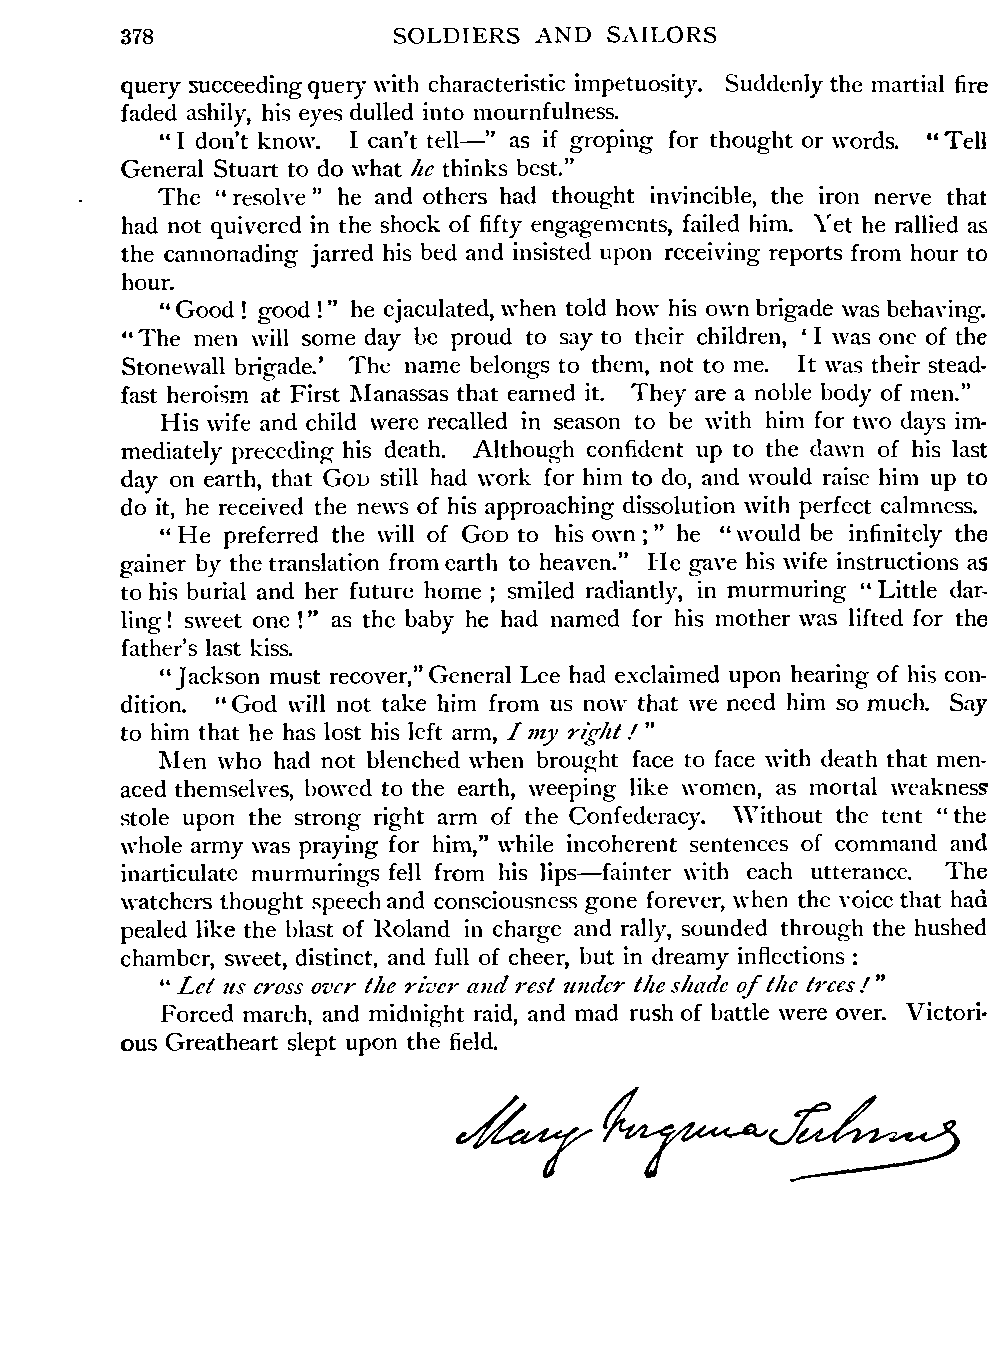 378 SOLDIERS AND SAILORS
query succeeding query with characteristic impetuosity. Suddenly the martial fire
faded ashily, his eyes dulled into mournfulness.
“I don’t know. I can’t tell—” as if groping for thought or words. “Tell
General Stuart to do what he thinks best.”
The “resolve” he and others had thought invincible, the iron nerve that
had not quivered in the shock of fifty engagements, failed him. Yet he rallied as
the cannonading jarred his bed and insisted upon receiving reports from hour to
hour.
“Good! good!” he ejaculated, when told how his own brigade was behaving.
“The men will some day be proud to say to their children, ‘I was one of the
Stonewall brigade.’ The name belongs to them, not to me. It was their stead-
fast heroism at First Manassas that earned it. They are a noble body of men.”
His wife and child were recalled in season to be with him for two days im-
mediately preceding his death. Although confident up to the dawn of his last
day on earth, that GOD still had work for him to do, and would raise him up to
do it, he received the news of his approaching dissolution with perfect calmness.
“He preferred the will of GOD to his own;” he “would be infinitely the
gainer by the translation from earth to heaven.” He gave his wife instructions as
to his burial and her future home; smiled radiantly, in murmuring “Little dar-
ling! sweet one!” as the baby he had named for his mother was lifted for the
father’s last kiss.
“Jackson must recover,” General Lee had exclaimed upon hearing of his con-
dition. “God will not take him from us now that we need him so much. Say
to him that he has lost his left arm, I my right!”
Men who had not blenched when brought face to face with death that men-
aced themselves, bowed to the earth, weeping like women, as mortal weakness
stole upon the strong right arm of the Confederacy. Without the tent “the
whole army was praying for him,” while incoherent sentences of command and
inarticulate murmurings fell from his lips—fainter with each utterance. The
watchers thought speech and consciousness gone forever, when the voice that had
pealed like the blast of Roland in charge and rally, sounded through the hushed
chamber, sweet, distinct, and full of cheer, but in dreamy inflections:
“Let us cross over the river and rest under the shade of the trees!”
Forced march, and midnight raid, and mad rush of battle were over. Victori-
ous Greatheart slept upon the field.
Mary Virginia Terhune